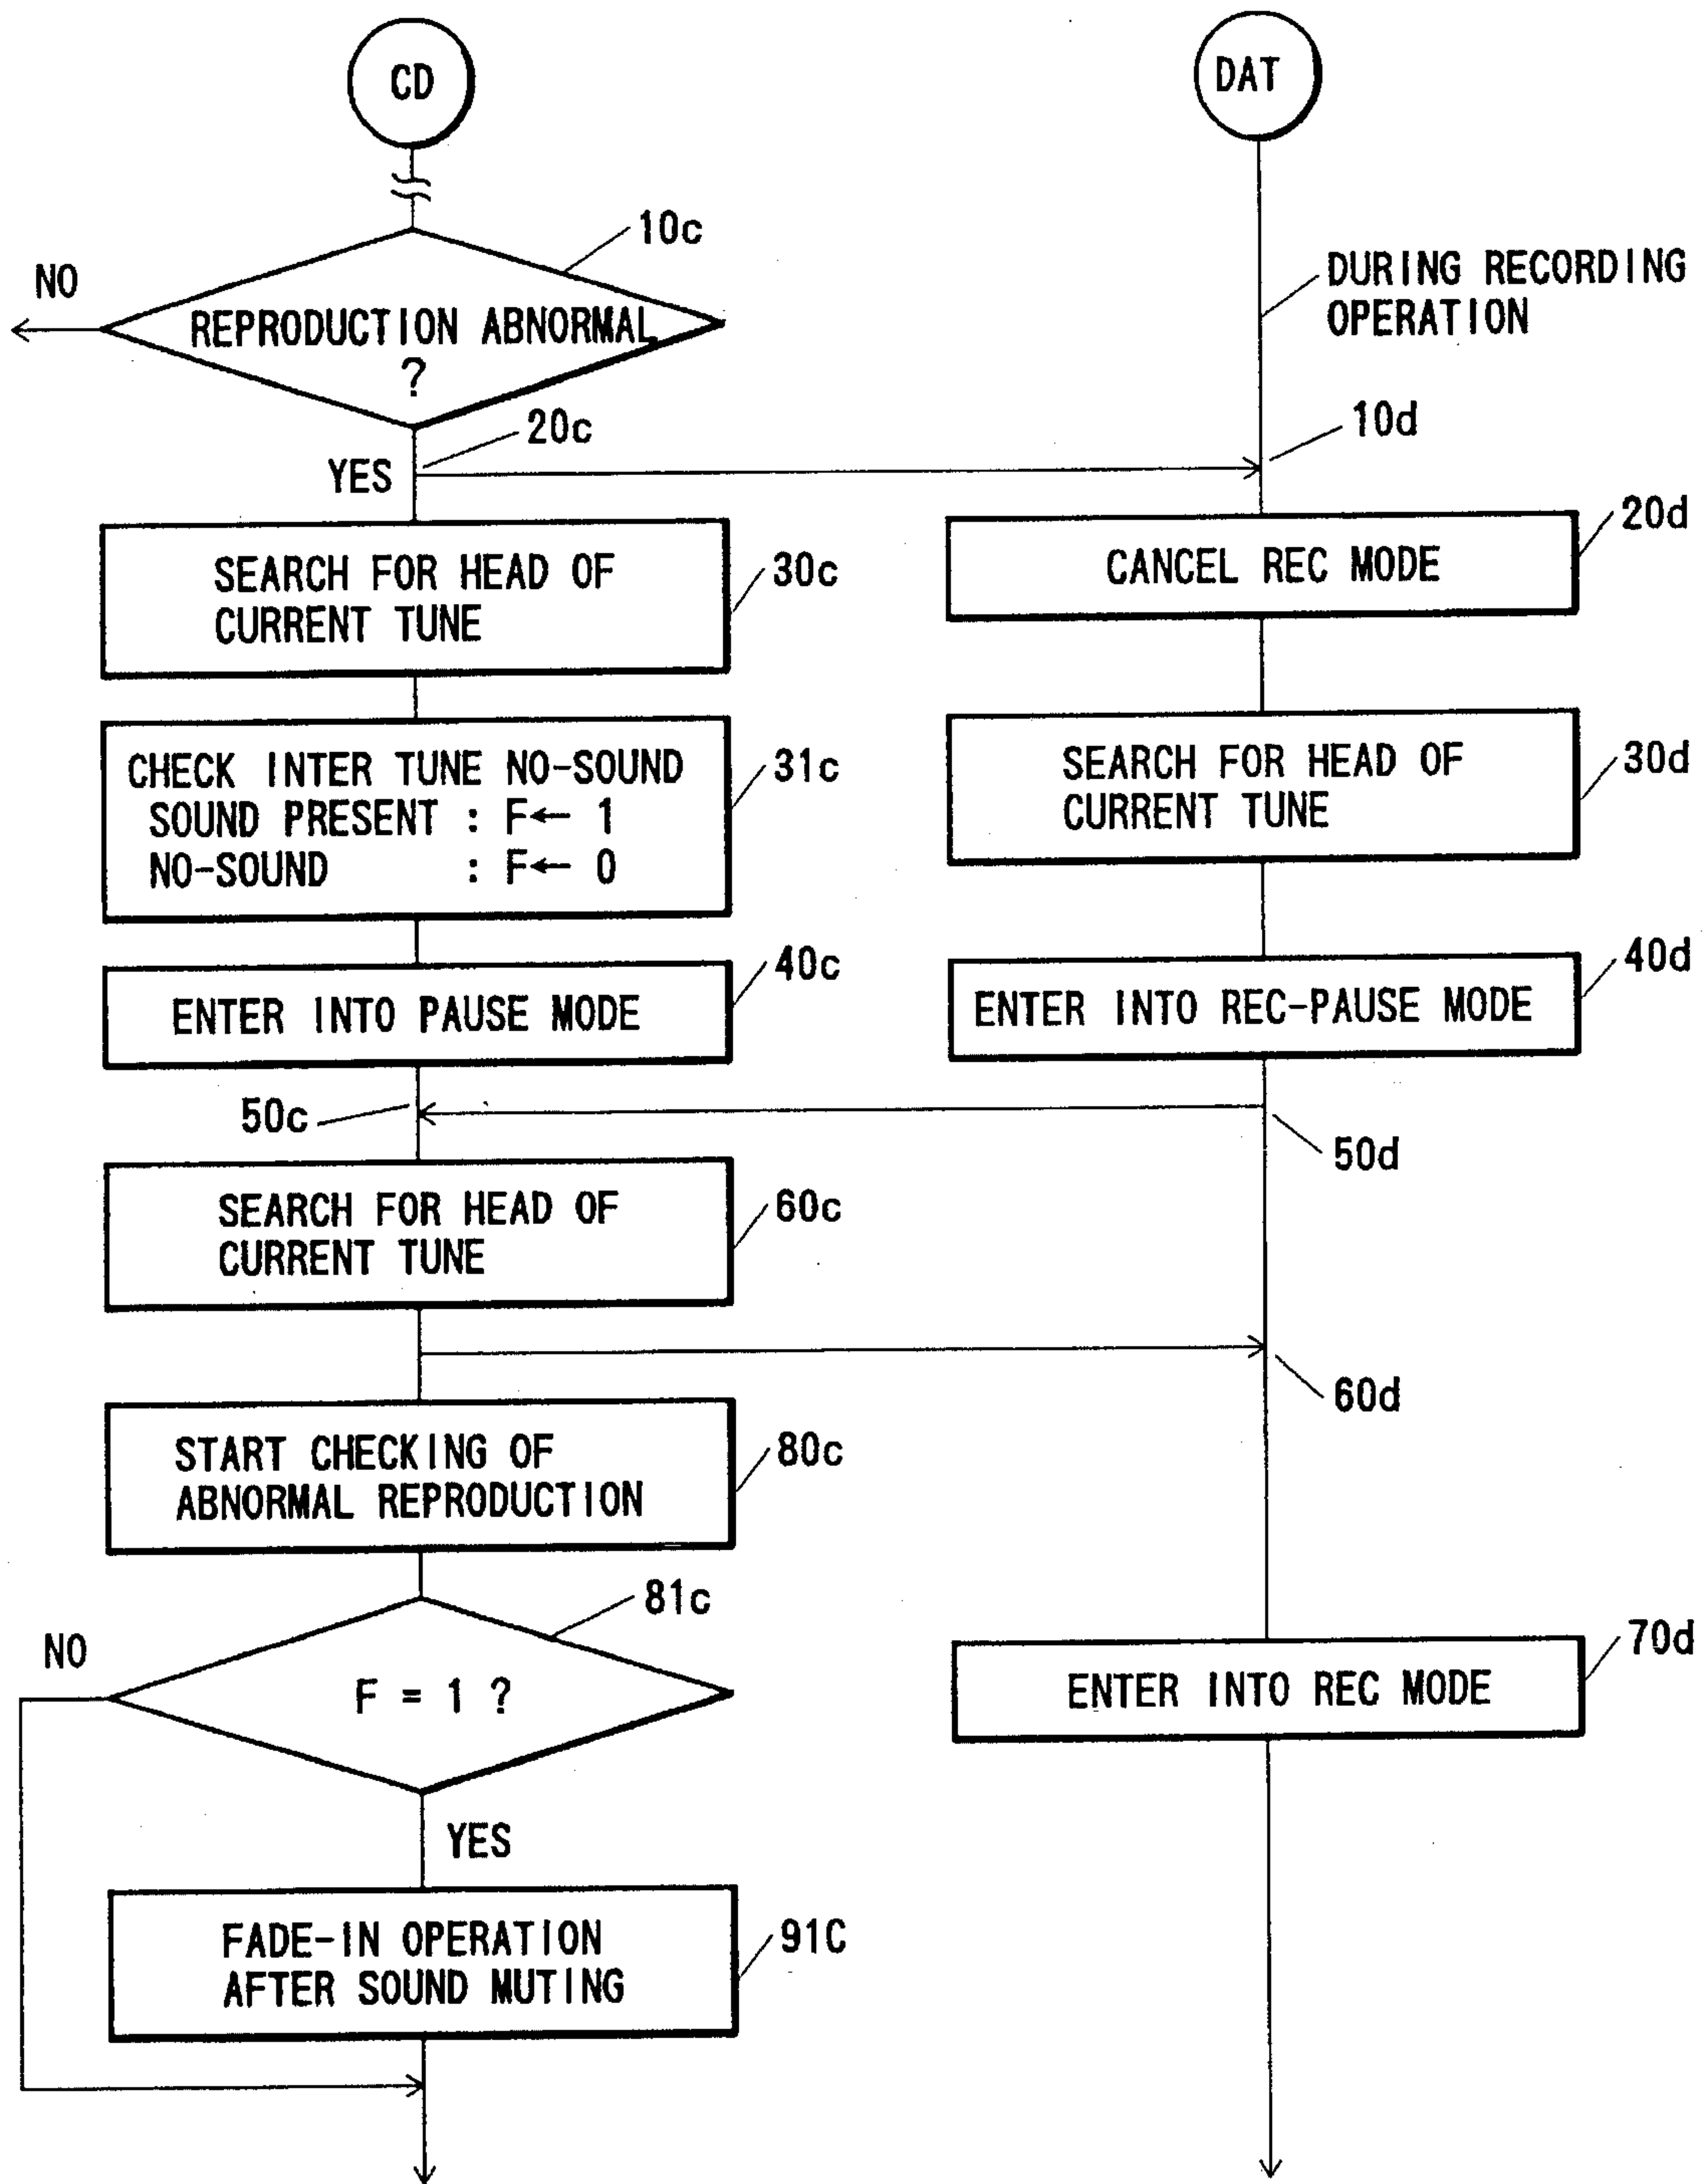 CD
DAT
10c
NO
REPRODUCTION ABNORMAL
?
DURING RECORDING
OPERATION
20c
10d
YES
SEARCH FOR HEAD OF
CURRENT TUNE
30c
CANCEL REC MODE
20d
CHECK INTER TUNE NO-SOUND
SOUND PRESENT : F← 1
NO-SOUND : F← 0
31c
SEARCH FOR HEAD OF
CURRENT TUNE
30d
ENTER INTO PAUSE MODE
40c
ENTER INTO REC-PAUSE MODE
40d
50c
50d
SEARCH FOR HEAD OF
CURRENT TUNE
60c
60d
START CHECKING OF
ABNORMAL REPRODUCTION
80c
81c
NO
F = 1 ?
ENTER INTO REC MODE
70d
YES
FADE-IN OPERATION
AFTER SOUND MUTING
91C